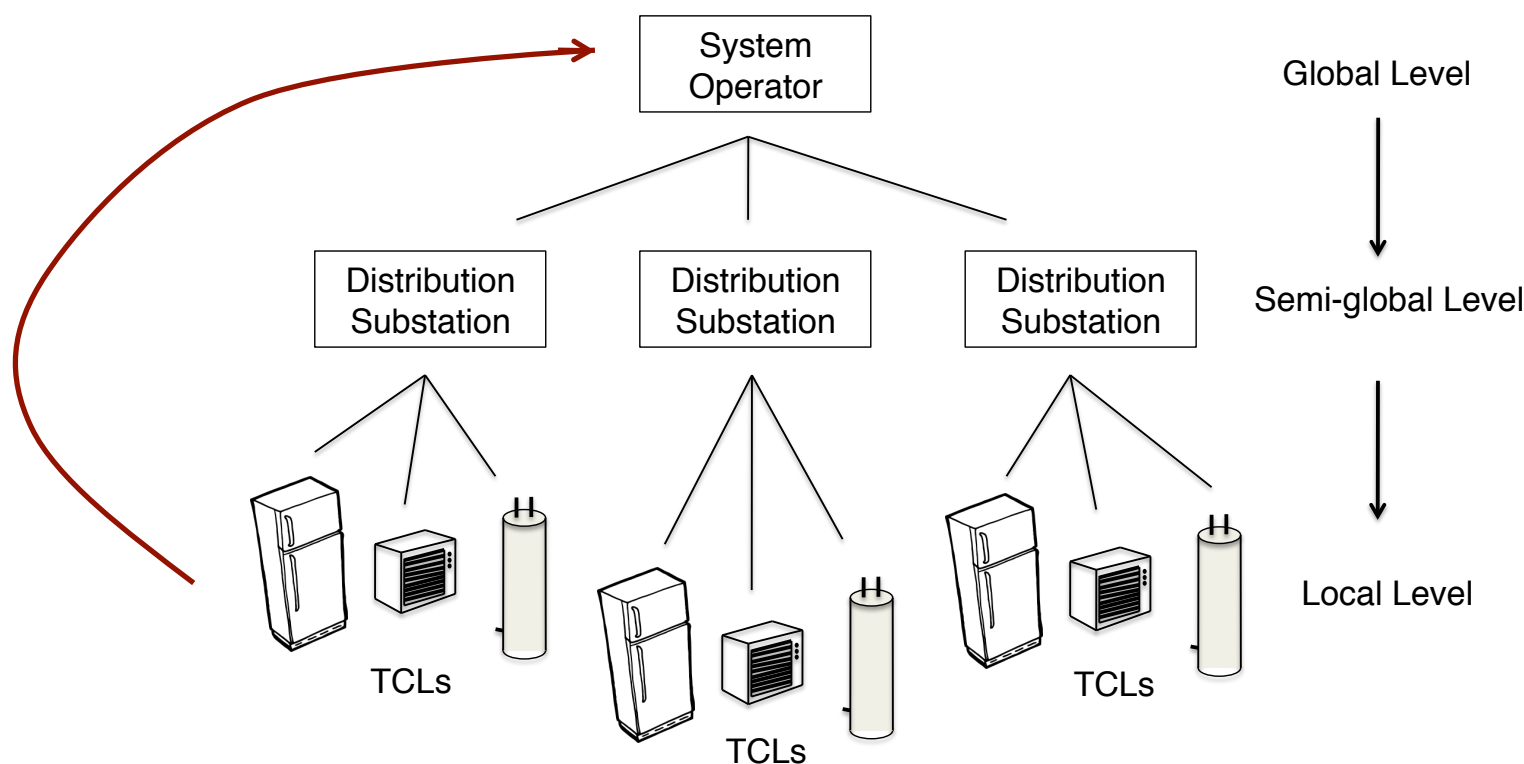 System
Operator
Global Level
Distribution
Substation
Distribution
Substation
Distribution
Substation
Semi-global Level
Local Level
TCLs
TCLs
TCLs